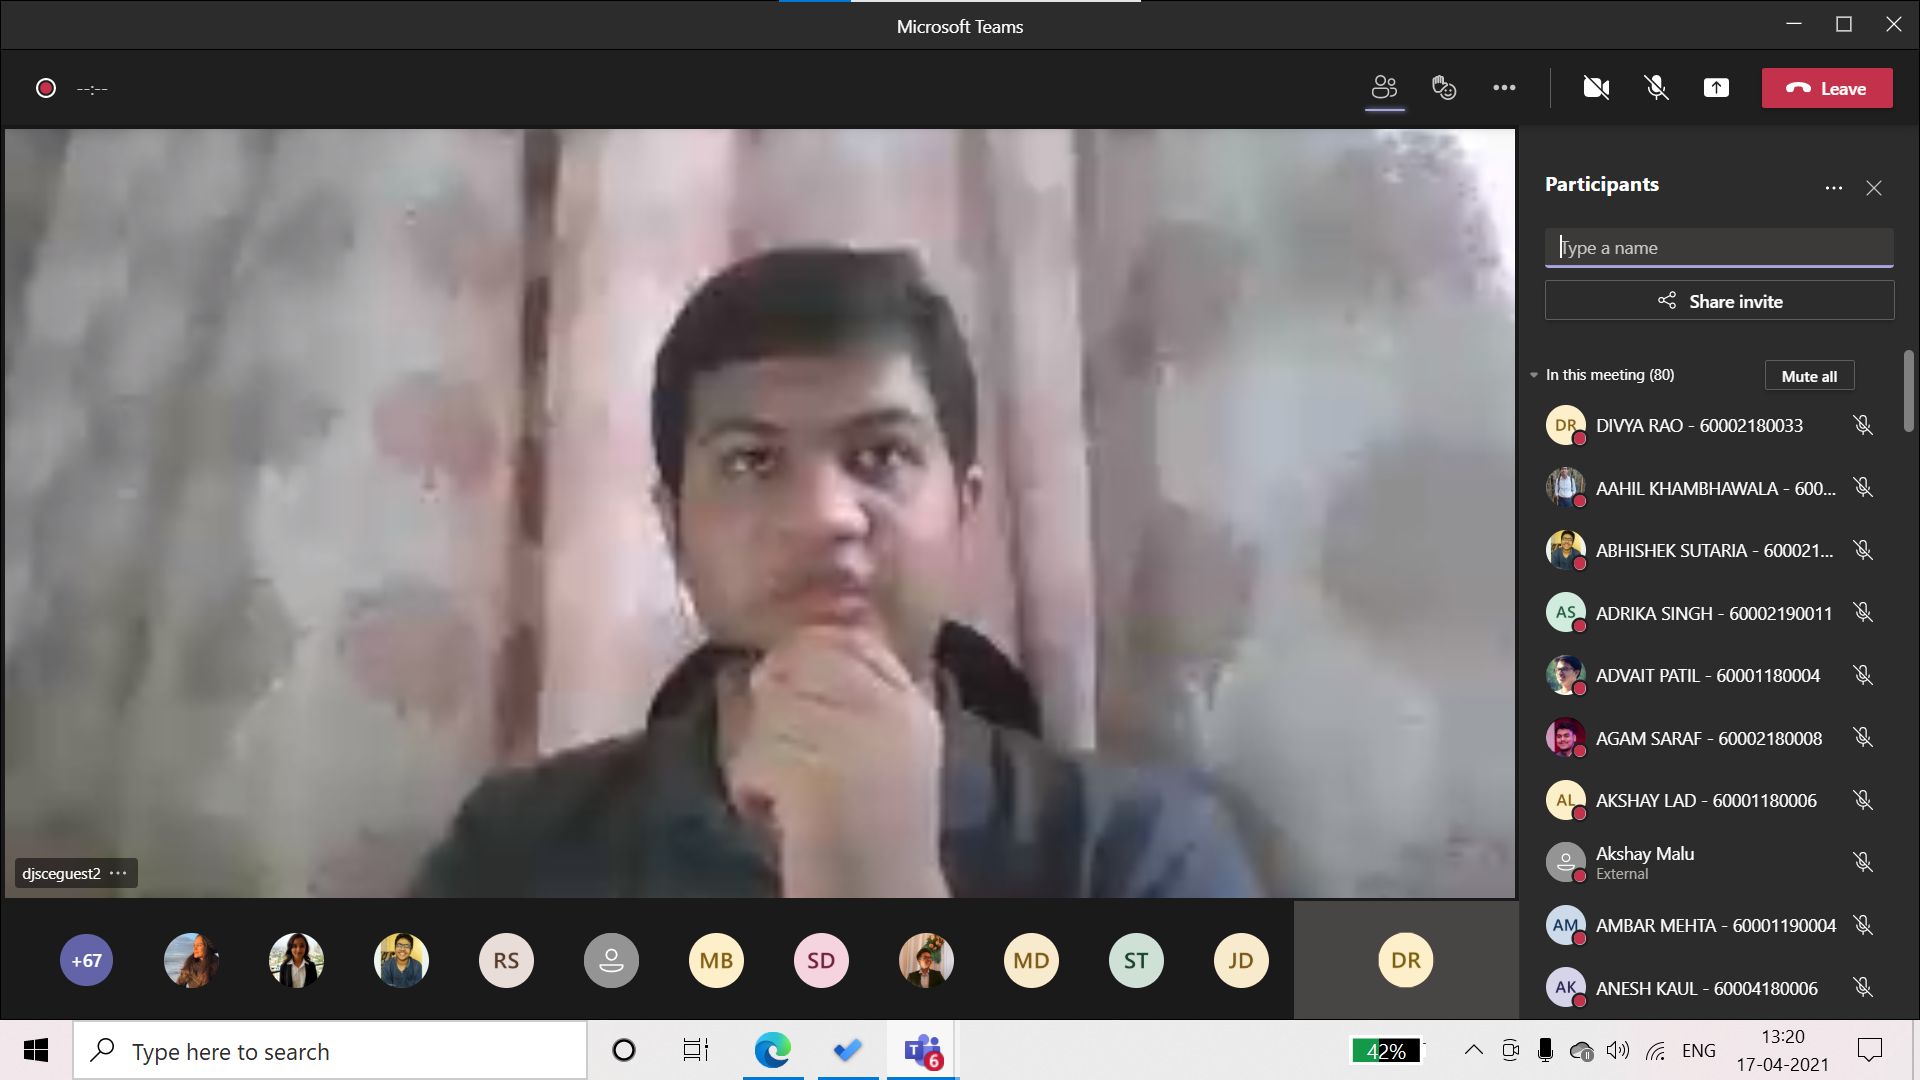 Microsoft Teams
--:--
Leave
Participants
Type a name
Share invite
In this meeting (80)
Mute all
DR
DIVYA RAO - 60002180033
AAHIL KHAMBHAWALA - 600...
ABHISHEK SUTARIA - 600021...
AS
ADRIKA SINGH - 60002190011
ADVAIT PATIL - 60001180004
AGAM SARAF - 60002180008
AL
AKSHAY LAD - 60001180006
Akshay Malu
External
AM
AMBAR MEHTA - 60001190004
AK
ANESH KAUL - 60004180006
djsceguest2 ...
+67
RS
MB
SD
MD
ST
JD
DR
Type here to search
T
6
42%
ENG
13:20
17-04-2021